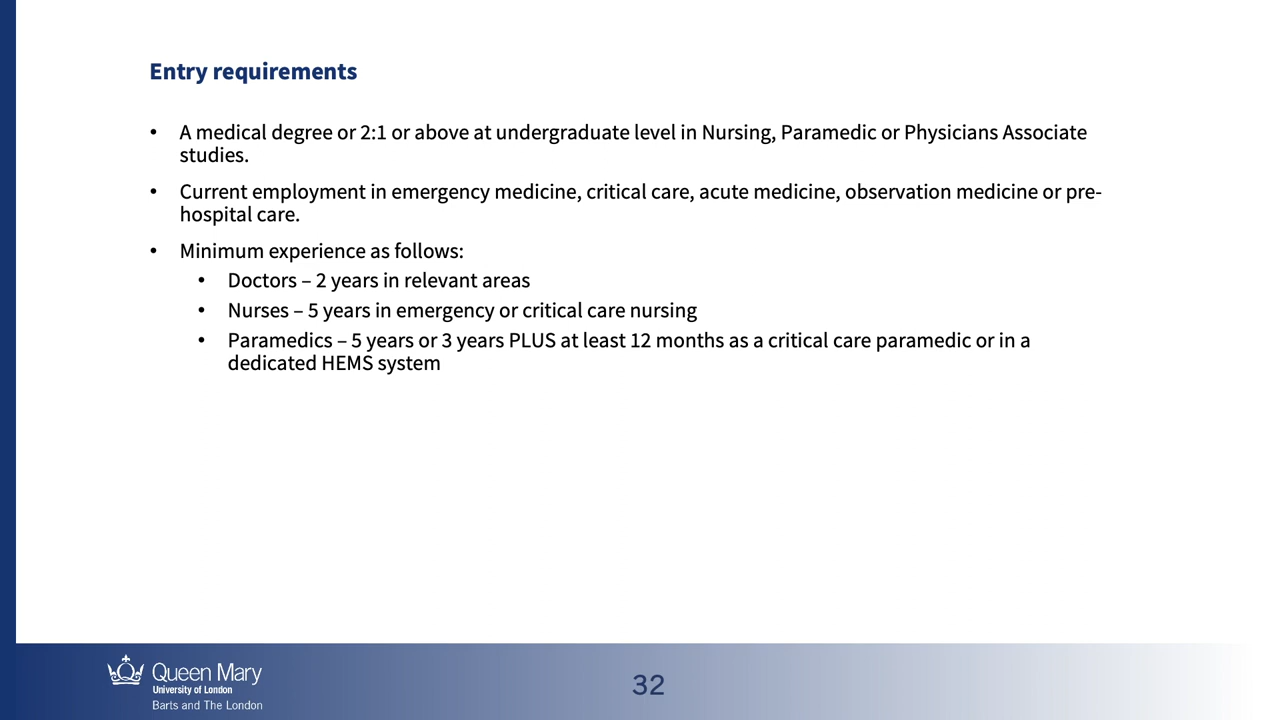 Entry requirements
• A medical degree or 2:1 or above at undergraduate level in Nursing, Paramedic or Physicians Associate
studies.
• Current employment in emergency medicine, critical care, acute medicine, observation medicine or pre-
hospital care.
• Minimum experience as follows:
• Doctors – 2 years in relevant areas
• Nurses – 5 years in emergency or critical care nursing
• Paramedics – 5 years or 3 years PLUS at least 12 months as a critical care paramedic or in a
dedicated HEMS system
Queen Mary
University of London
Barts and The London
32